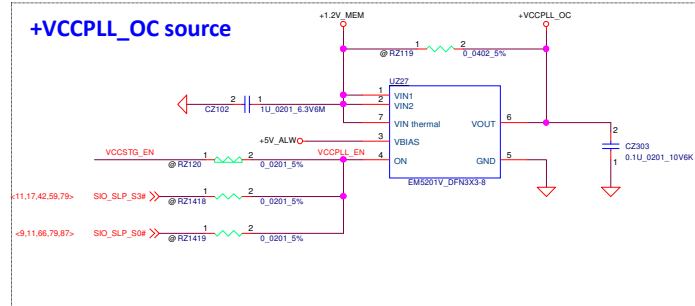 +VCCPLL_OC source
+1.2V_MEM
+VCCPLL_OC
1 2
@ RZ119 0_0402_5%
UZ27
2 1
CZ102 1U_0201_6.3V6M
1 VIN1
2 VIN2
7 VIN thermal
VOUT 6
+5V_ALW
3 VBIAS
VCCSTG_EN
1 2
VCCPLL_EN
4 ON
GND 5
@ RZ120 0_0201_5%
EM5201V_DFN3X3-8
2
CZ303
0.1U_0201_10V6K
1
<11,17,42,59,79> SIO_SLP_S3#
1 2
@ RZ1418 0_0201_5%
<9,11,66,79,87> SIO_SLP_S0#
1 2
@ RZ1419 0_0201_5%